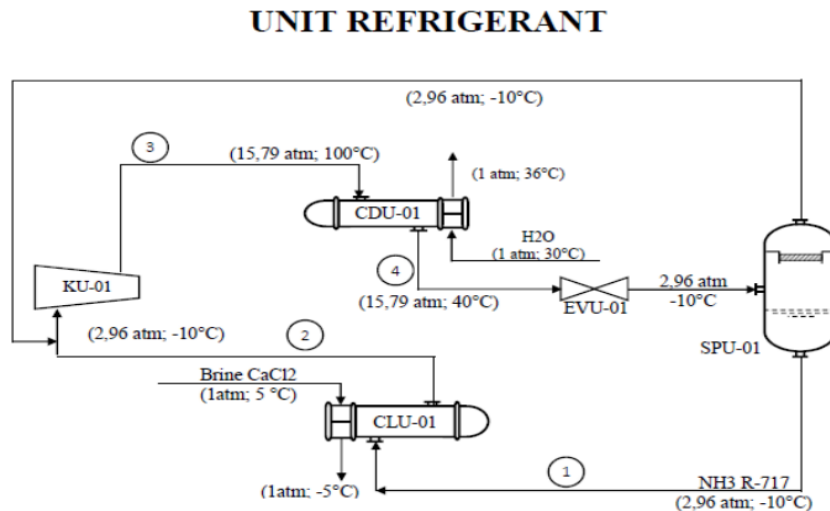 UNIT REFRIGERANT
(2,96 atm; -10°C)
3
(15,79 atm; 100°C)
(1 atm; 36°C)
CDU-01
H2O
(1 atm; 30°C)
KU-01
4
2,96 atm
-10°C
EVU-01
(15,79 atm; 40°C)
(2,96 atm; -10°C)
2
SPU-01
Brine CaCl2
(1atm; 5 °C)
CLU-01
1
(1atm; -5°C)
NH3 R-717
(2,96 atm; -10°C)